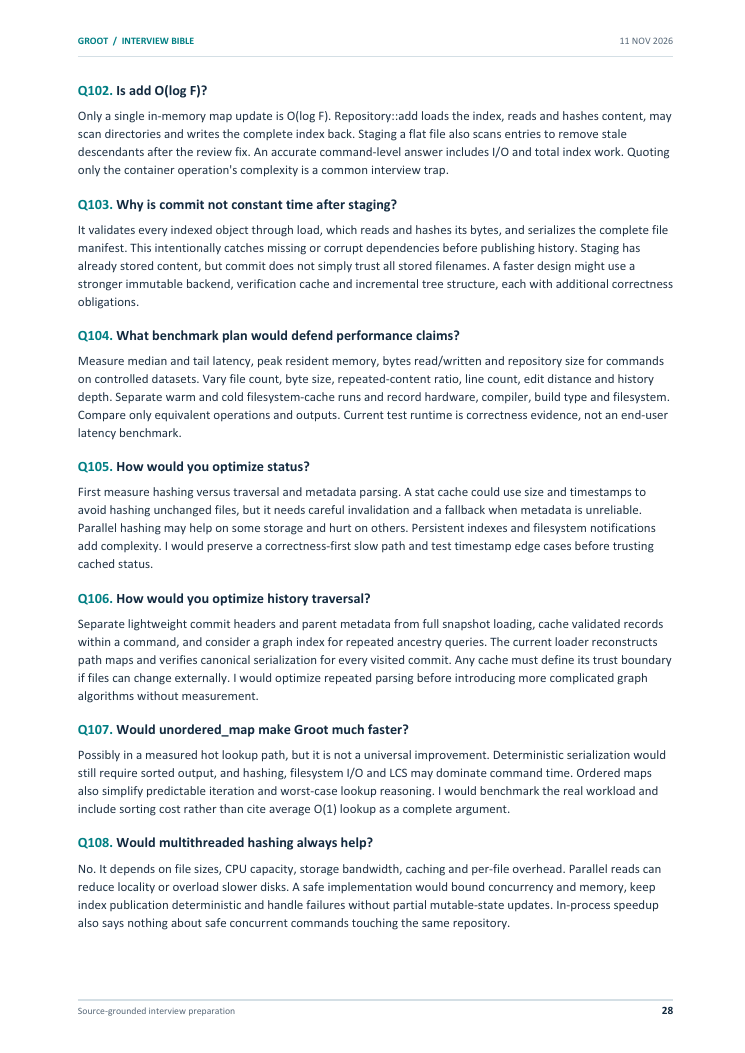 GROOT / INTERVIEW BIBLE
11 NOV 2026
Q102. Is add O(log F)?
Only a single in-memory map update is O(log F). Repository::add loads the index, reads and hashes content, may
scan directories and writes the complete index back. Staging a flat file also scans entries to remove stale
descendants after the review fix. An accurate command-level answer includes I/O and total index work. Quoting
only the container operation's complexity is a common interview trap.
Q103. Why is commit not constant time after staging?
It validates every indexed object through load, which reads and hashes its bytes, and serializes the complete file
manifest. This intentionally catches missing or corrupt dependencies before publishing history. Staging has
already stored content, but commit does not simply trust all stored filenames. A faster design might use a
stronger immutable backend, verification cache and incremental tree structure, each with additional correctness
obligations.
Q104. What benchmark plan would defend performance claims?
Measure median and tail latency, peak resident memory, bytes read/written and repository size for commands
on controlled datasets. Vary file count, byte size, repeated-content ratio, line count, edit distance and history
depth. Separate warm and cold filesystem-cache runs and record hardware, compiler, build type and filesystem.
Compare only equivalent operations and outputs. Current test runtime is correctness evidence, not an end-user
latency benchmark.
Q105. How would you optimize status?
First measure hashing versus traversal and metadata parsing. A stat cache could use size and timestamps to
avoid hashing unchanged files, but it needs careful invalidation and a fallback when metadata is unreliable.
Parallel hashing may help on some storage and hurt on others. Persistent indexes and filesystem notifications
add complexity. I would preserve a correctness-first slow path and test timestamp edge cases before trusting
cached status.
Q106. How would you optimize history traversal?
Separate lightweight commit headers and parent metadata from full snapshot loading, cache validated records
within a command, and consider a graph index for repeated ancestry queries. The current loader reconstructs
path maps and verifies canonical serialization for every visited commit. Any cache must define its trust boundary
if files can change externally. I would optimize repeated parsing before introducing more complicated graph
algorithms without measurement.
Q107. Would unordered_map make Groot much faster?
Possibly in a measured hot lookup path, but it is not a universal improvement. Deterministic serialization would
still require sorted output, and hashing, filesystem I/O and LCS may dominate command time. Ordered maps
also simplify predictable iteration and worst-case lookup reasoning. I would benchmark the real workload and
include sorting cost rather than cite average O(1) lookup as a complete argument.
Q108. Would multithreaded hashing always help?
No. It depends on file sizes, CPU capacity, storage bandwidth, caching and per-file overhead. Parallel reads can
reduce locality or overload slower disks. A safe implementation would bound concurrency and memory, keep
index publication deterministic and handle failures without partial mutable-state updates. In-process speedup
also says nothing about safe concurrent commands touching the same repository.
Source-grounded interview preparation
28